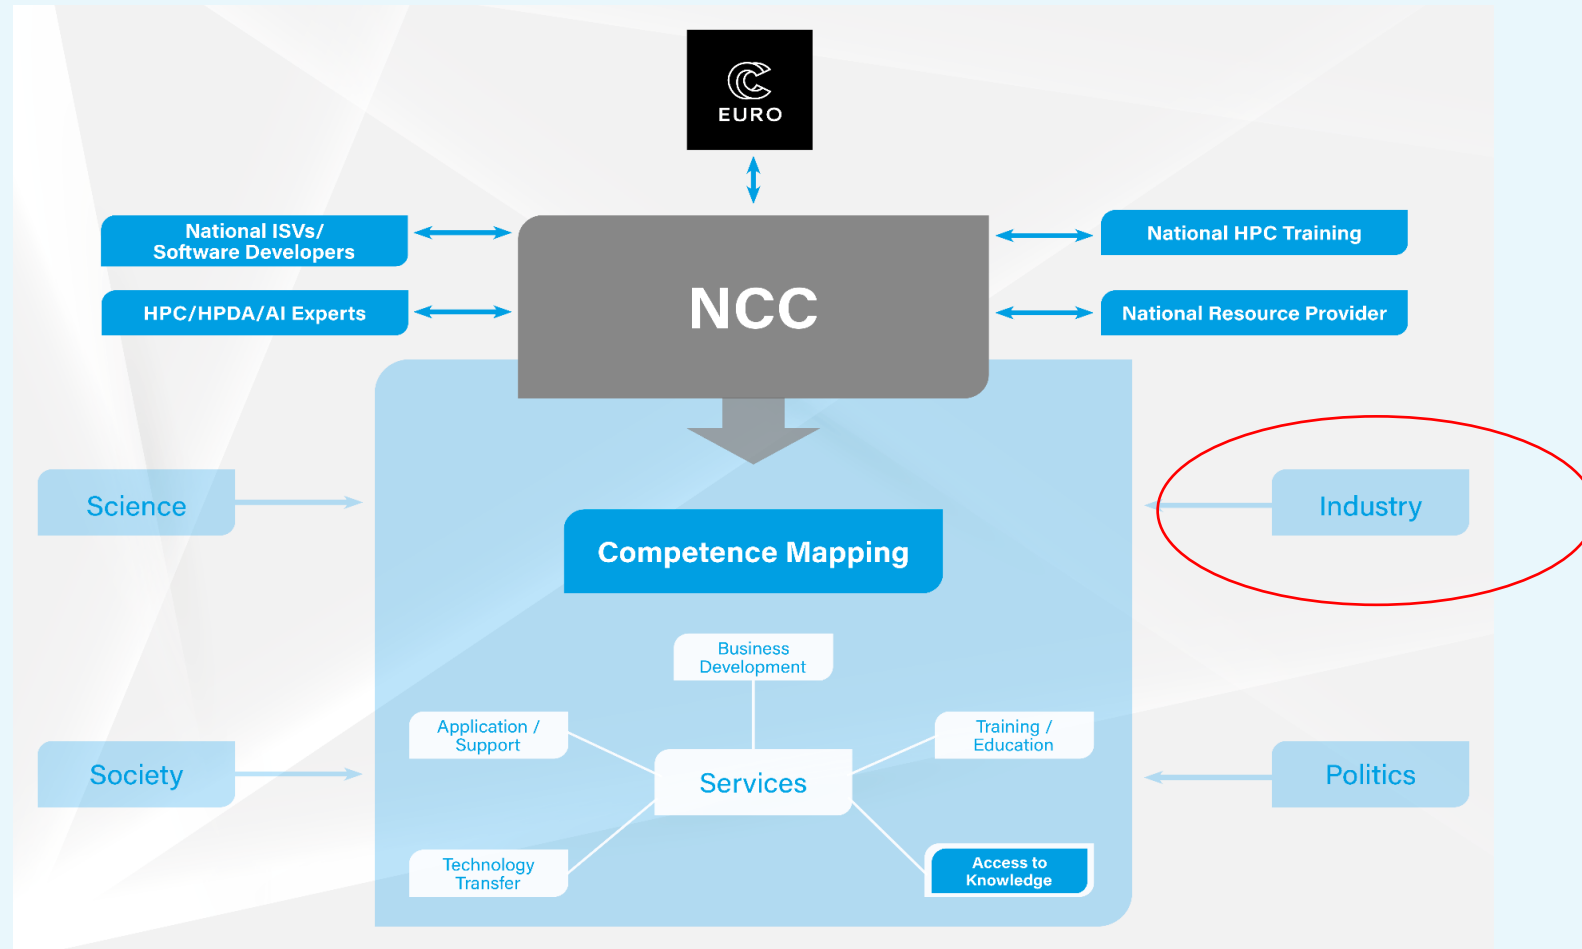 EURO
National ISVs/
Software Developers
National HPC Training
HPC/HPDA/AI Experts
NCC
National Resource Provider
Science
Industry
Competence Mapping
Business
Development
Application /
Support
Training /
Education
Society
Services
Politics
Technology
Transfer
Access to
Knowledge